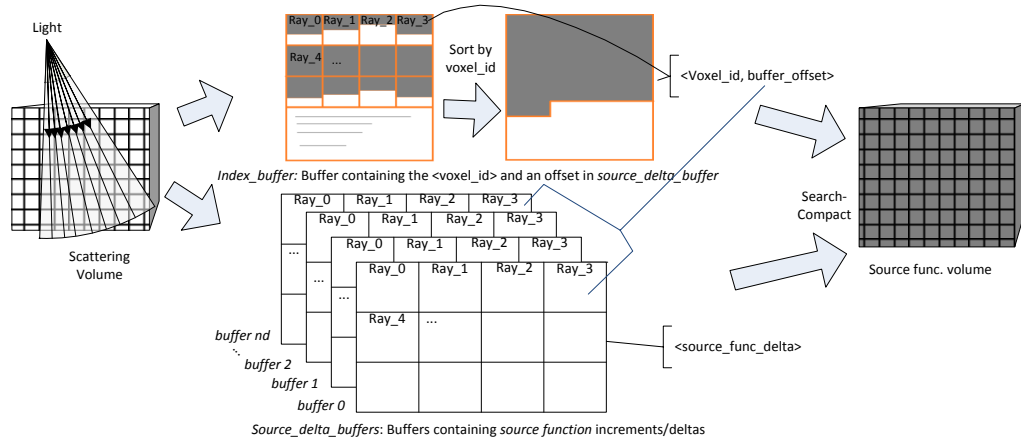 Light
Scattering
Volume
Ray_0 Ray_1 Ray_2 Ray_3
Ray_4 ...
Sort by
voxel_id
<Voxel_id, buffer_offset>
Index_buffer: Buffer containing the <voxel_id> and an offset in source_delta_buffer
Ray_0 Ray_1 Ray_2 Ray_3
...
Ray_0 Ray_1 Ray_2 Ray_3
...
Ray_0 Ray_1 Ray_2 Ray_3
...
Ray_0 Ray_1 Ray_2 Ray_3
Ray_4 ...
buffer nd
...
buffer 2
buffer 1
buffer 0
<source_func_delta>
Source_delta_buffers: Buffers containing source function increments/deltas
Search-
Compact
Source func. volume